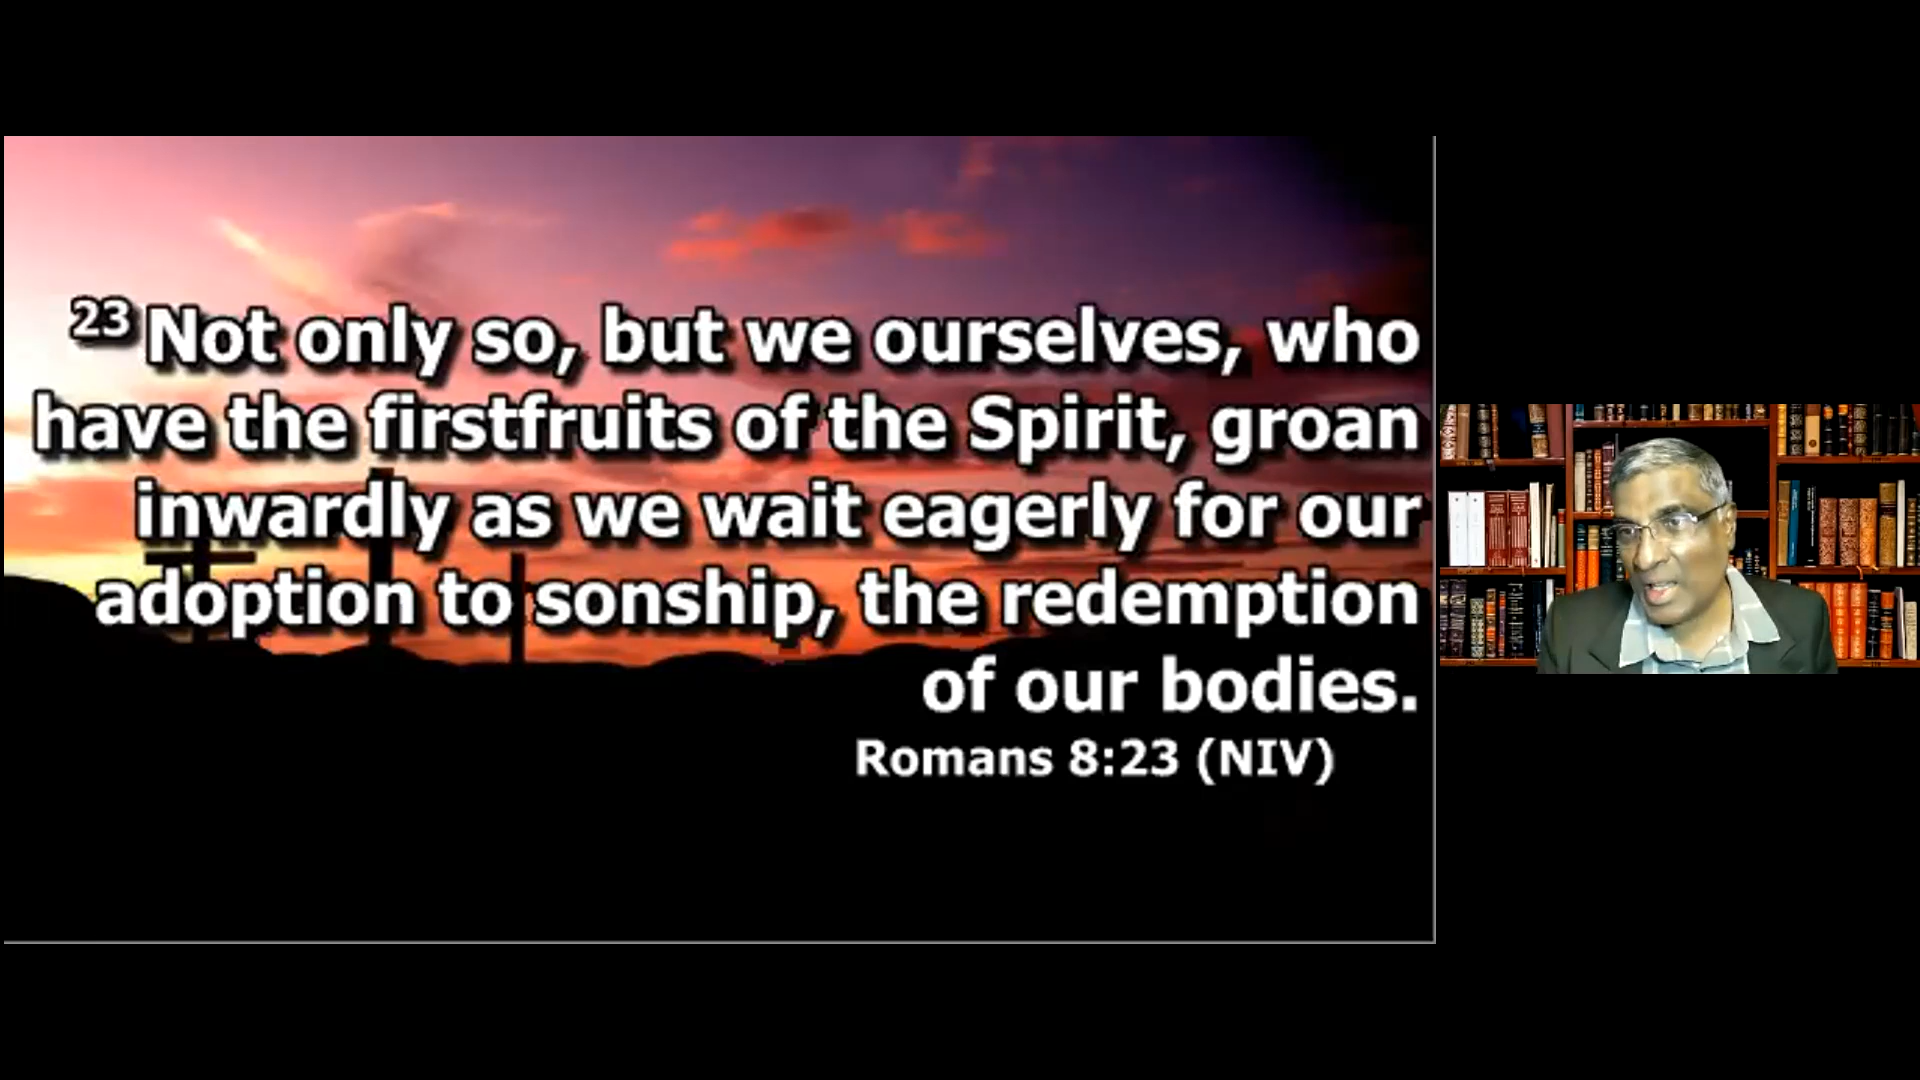 23 Not only so, but we ourselves, who
have the firstfruits of the Spirit, groan
inwardly as we wait eagerly for our
adoption to sonship, the redemption
of our bodies.
Romans 8:23 (NIV)